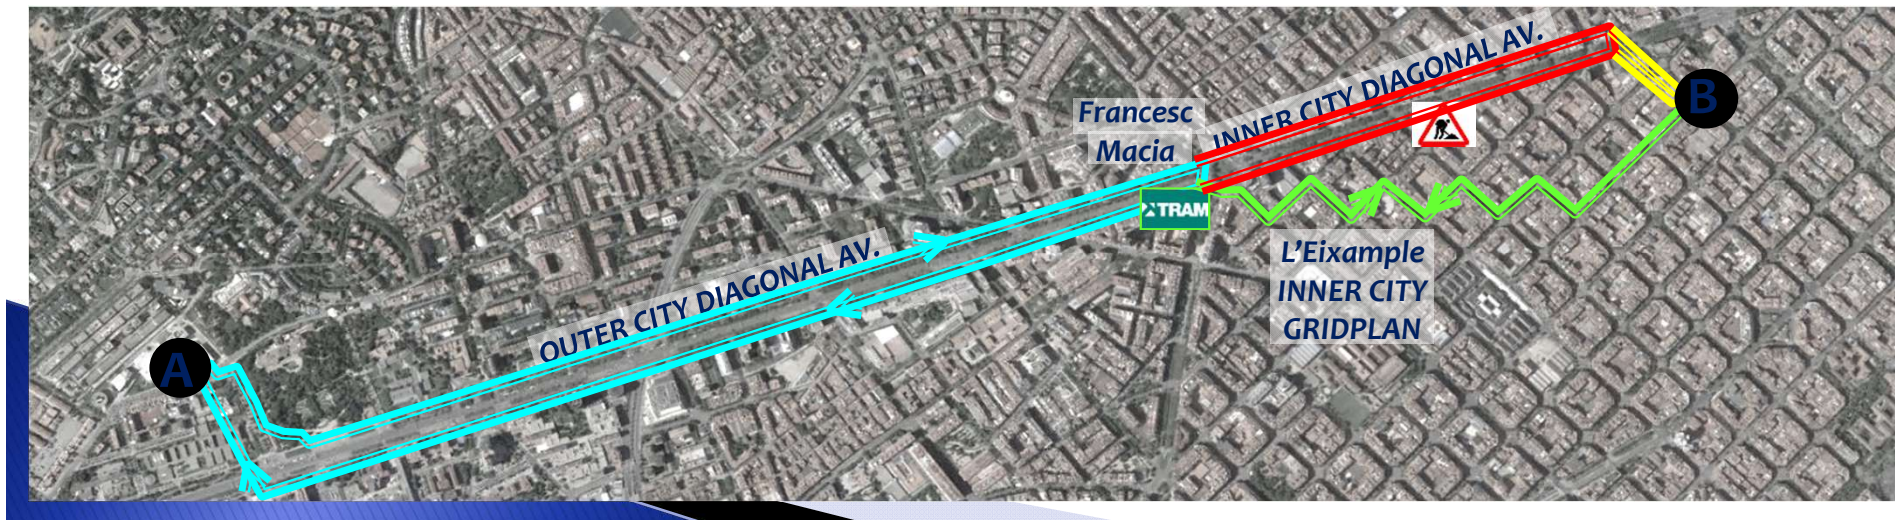 Francesc
Macia
INNER CITY DIAGONAL AV.
B
TRAM
OUTER CITY DIAGONAL AV.
L'Eixample
INNER CITY
GRIDPLAN
A